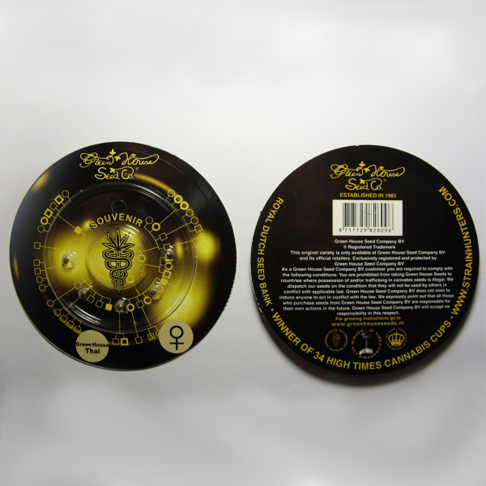 Green House
Seed Co.
SOUVENIR
Green House
Thai
Green House
Seed Co.
ESTABLISHED IN 1985
8 717729 826096
Green House Seed Company BV
® Registered Trademark
This original variety is only available at Green House Seed Company BV
and its official retailers. Exclusively registered and protected by
Green House Seed Company BV
As a Green House Seed Company BV customer you are required to comply with
the following conditions: You are prohibited from taking Green House Seeds to
countries where possession of and/or trafficking in cannabis seeds is illegal. We
dispatch our seeds on the condition that they will not be used by others in
conflict with applicable law. Green House Seed Company BV does not wish to
induce anyone to act in conflict with the law. We expressly point out that all those
who purchase seeds from Green House Seed Company BV are responsible for
their own actions in the future. Green House Seed Company BV will accept no
responsibility in this respect.
For growing instructions go to
www.greenhouseseeds.nl
ROYAL DUTCH SEED BANK • WINNER OF 34 HIGH TIMES CANNABIS CUPS • WWW.STRAINHUNTERS.COM